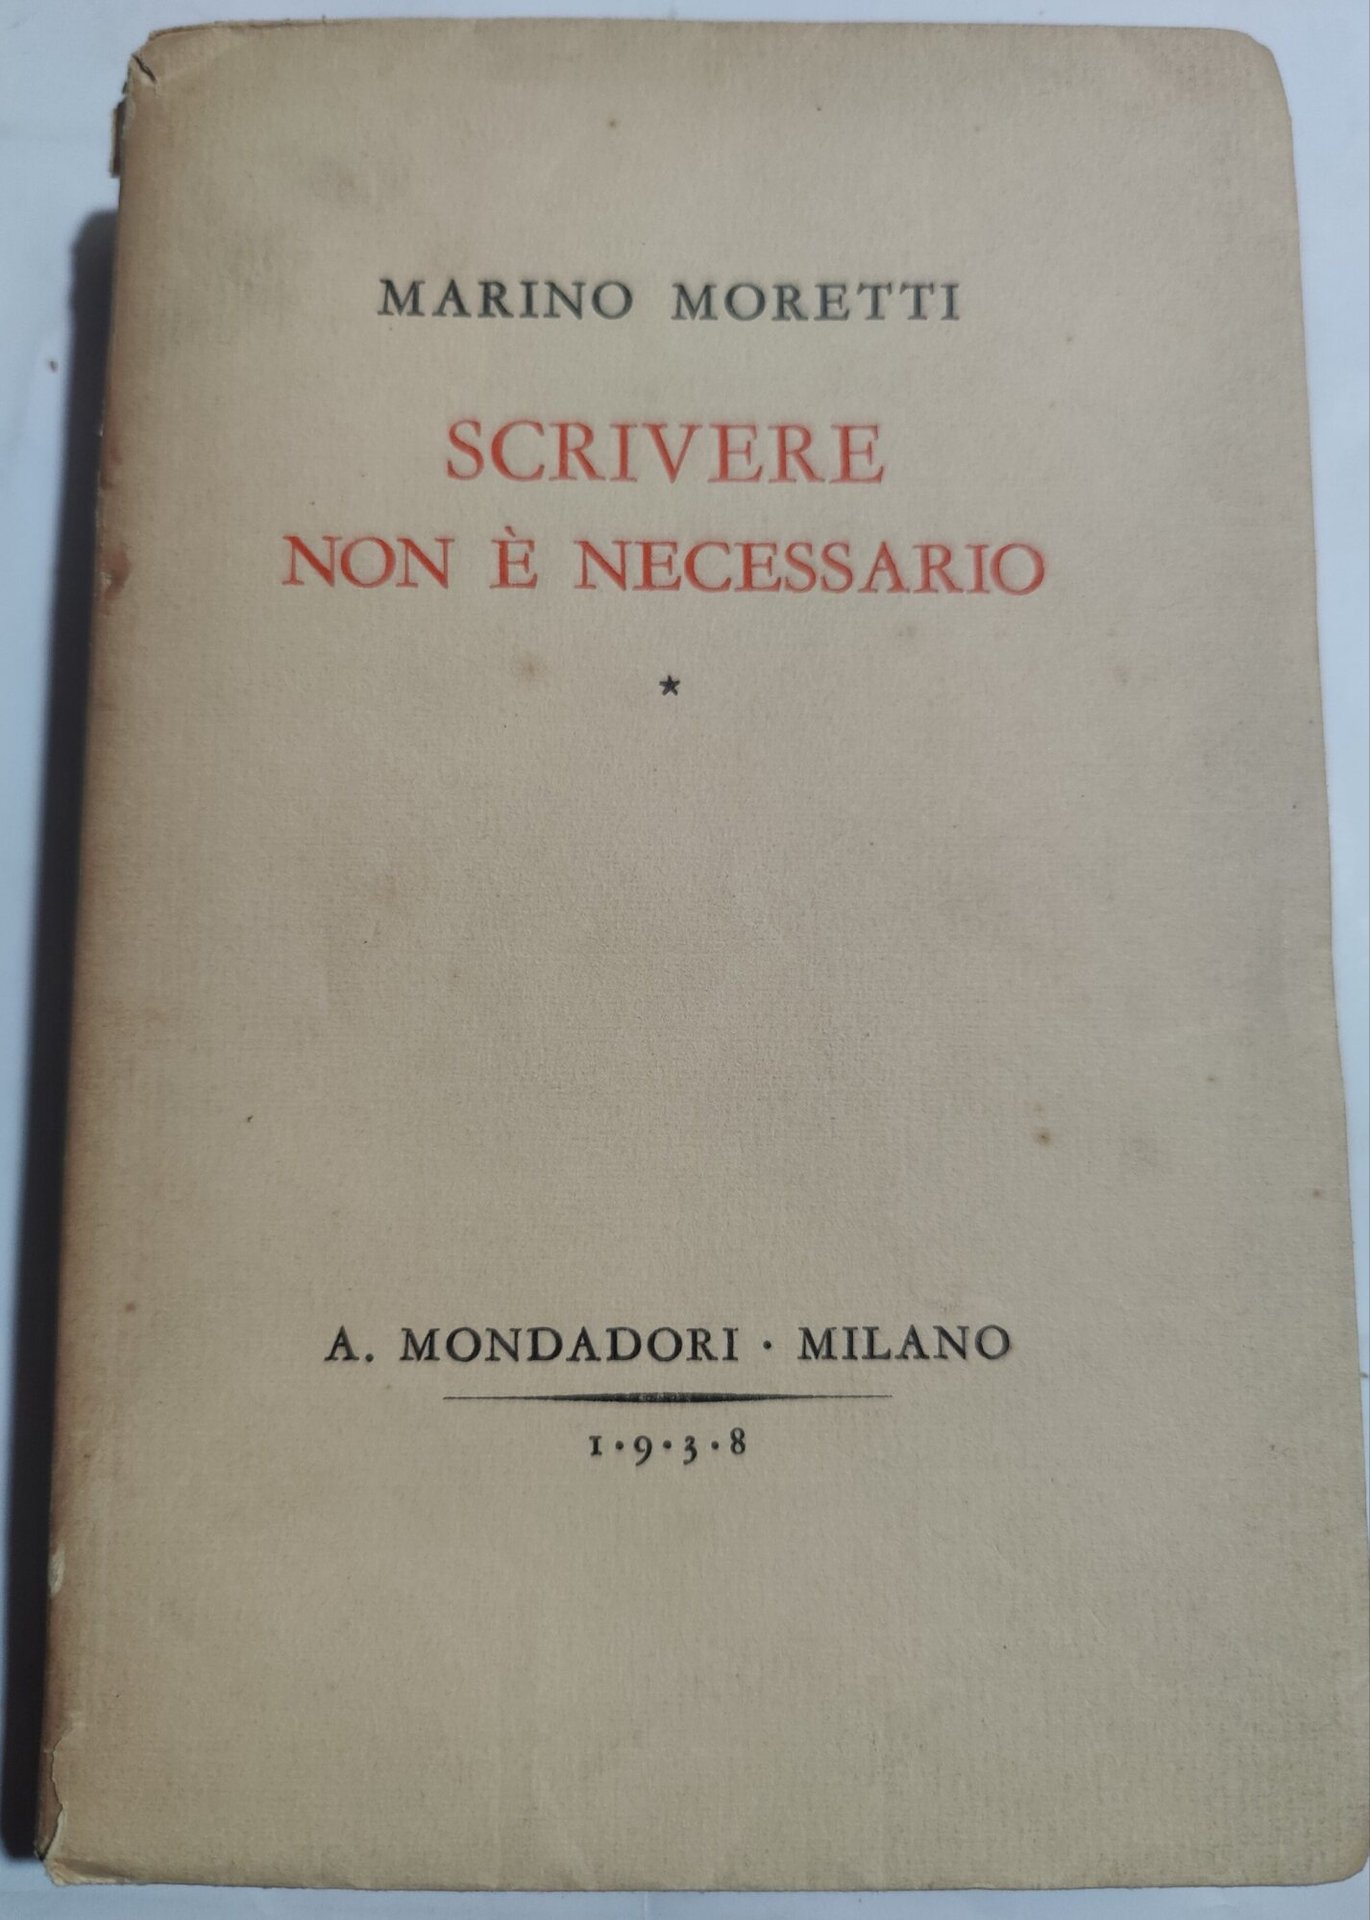 MARINO MORETTI
SCRIVERE
NON È NECESSARIO
*
A. MONDADORI · MILANO
1·9·3·8